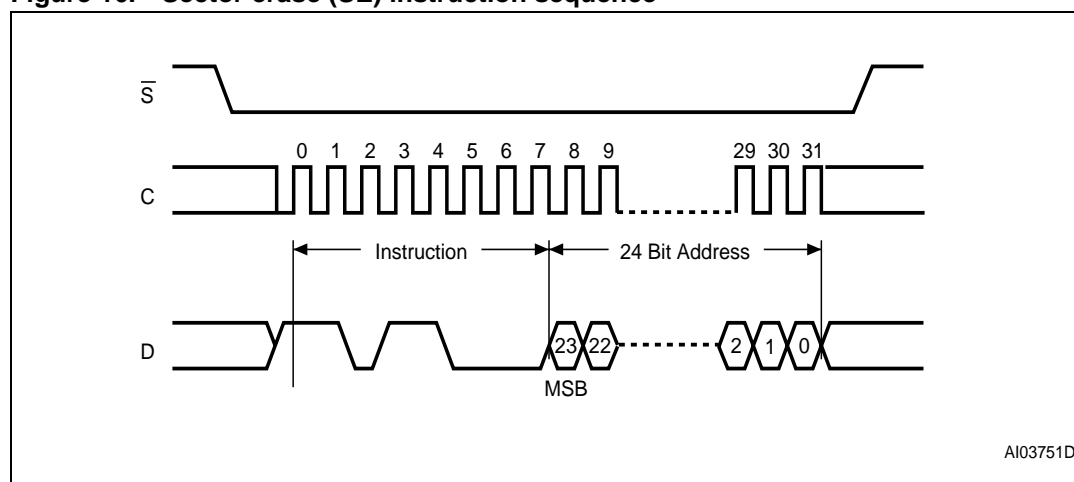 Figure 16. Sector erase (SE) instruction sequence
S
0 1 2 3 4 5 6 7 8 9 29 30 31
C
Instruction 24 Bit Address
D
23 22 2 1 0
MSB
AI03751D